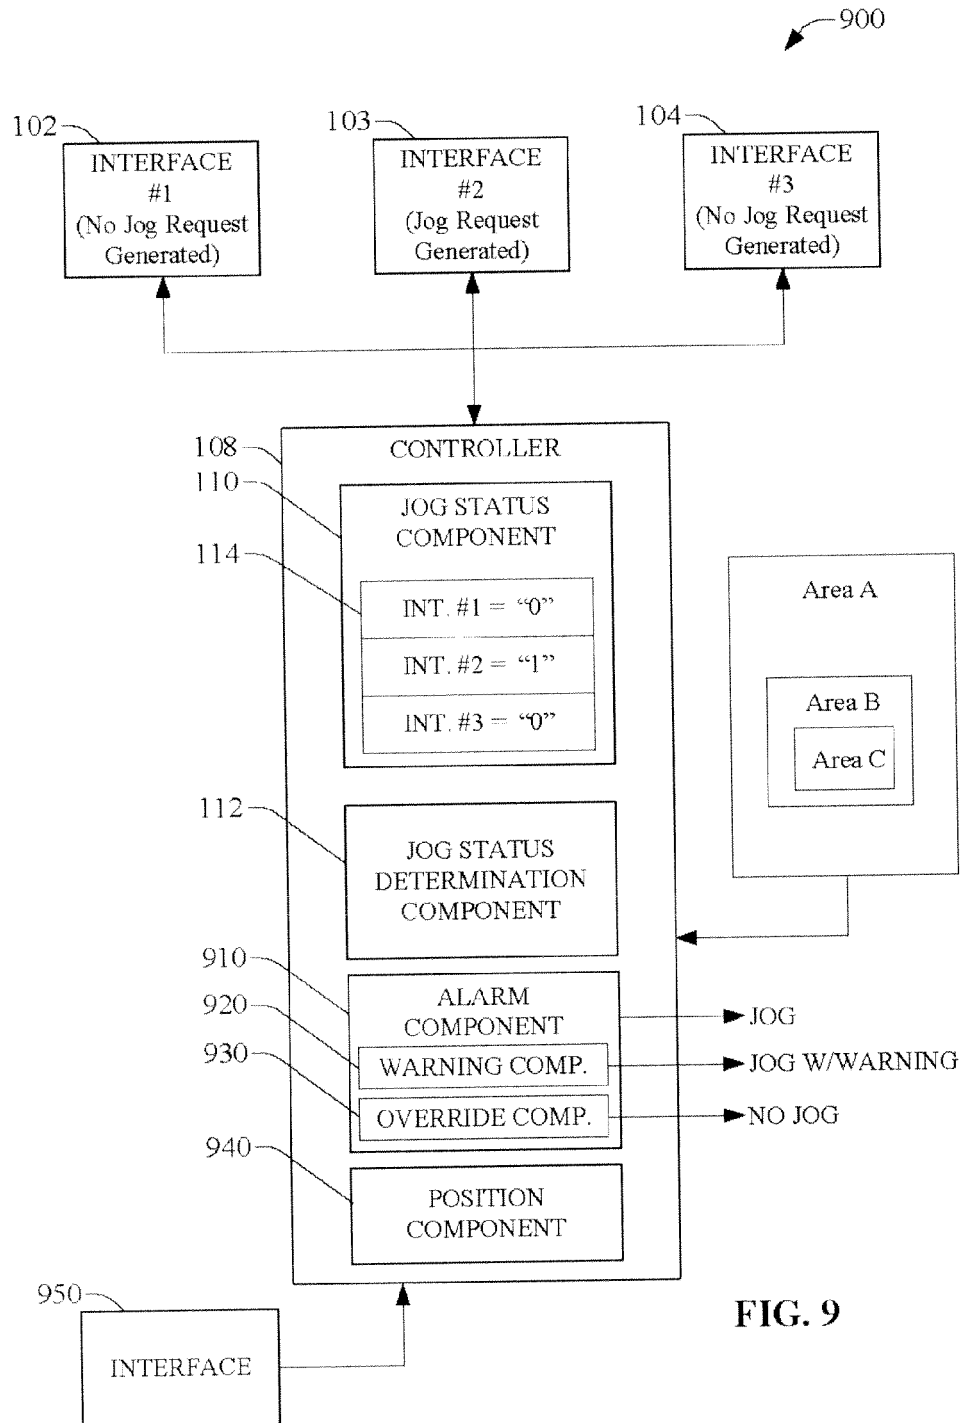 900
102
103
104
INTERFACE
#1
(No Jog Request
Generated)
INTERFACE
#2
(Jog Request
Generated)
INTERFACE
#3
(No Jog Request
Generated)
108
CONTROLLER
110
JOG STATUS
COMPONENT
114
INT. #1 = “0”
INT. #2 = “1”
INT. #3 = “0”
Area A
Area B
Area C
112
JOG STATUS
DETERMINATION
COMPONENT
910
ALARM
COMPONENT
JOG
920
WARNING COMP.
JOG W/WARNING
930
OVERRIDE COMP.
NO JOG
940
POSITION
COMPONENT
950
INTERFACE
FIG. 9